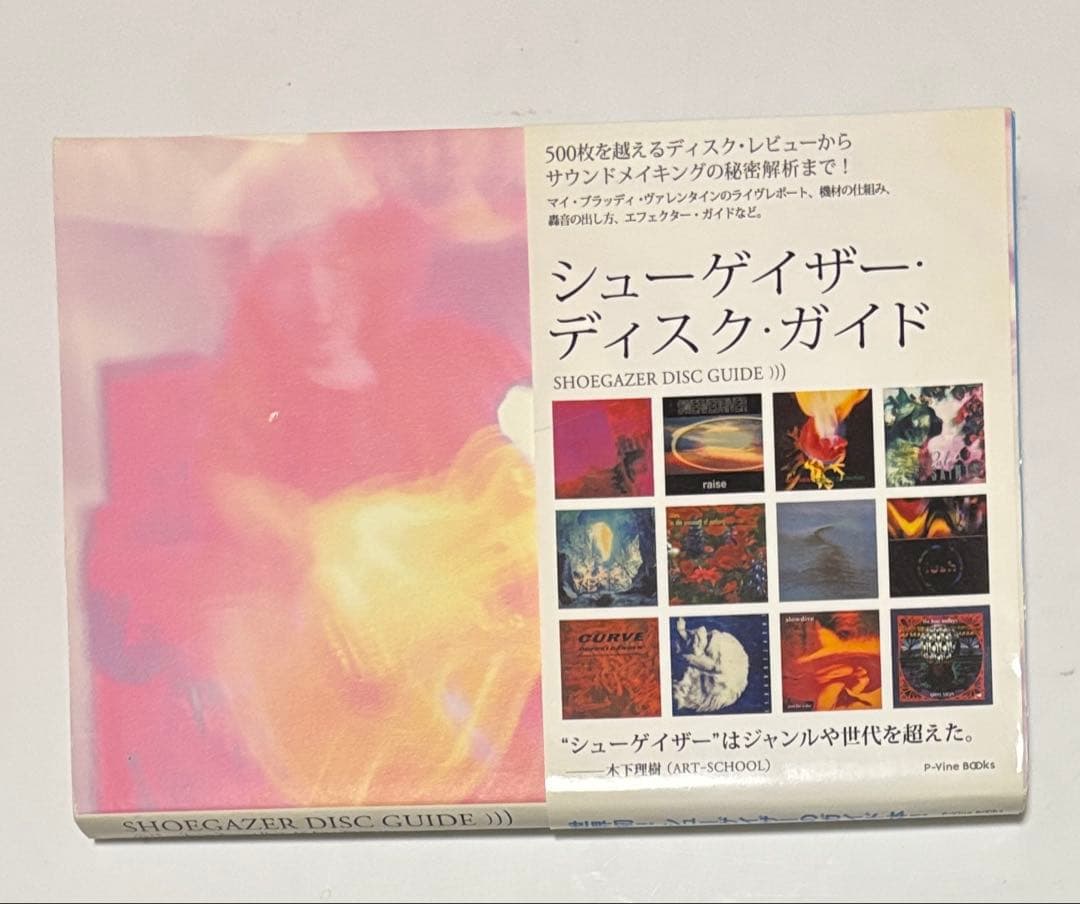 500枚を越えるディスク・レビューから
サウンドメイキングの秘密解析まで！
マイ・ブラッディ・ヴァレンタインのライヴレポート、機材の仕組み、
轟音の出し方、エフェクター・ガイドなど。
シューゲイザー・
ディスク・ガイド
SHOEGAZER DISC GUIDE )))
raise
CURVE
slowdive
“シューゲイザー”はジャンルや世代を超えた。
——木下理樹（ART-SCHOOL）
P-Vine BOOks
SHOEGAZER DISC GUIDE )))